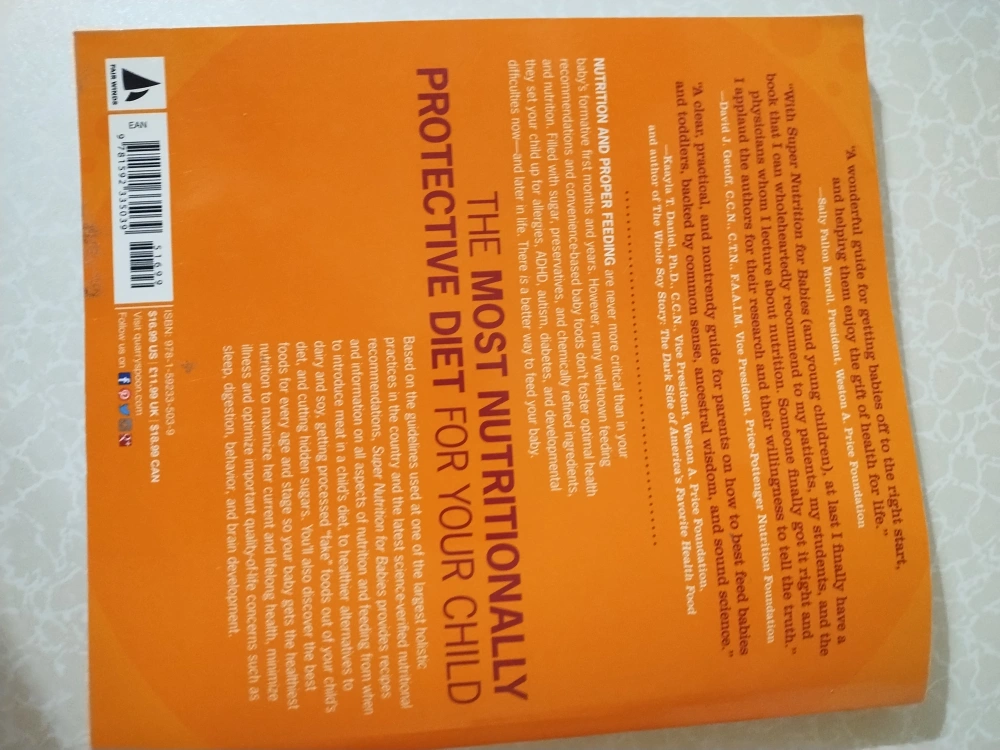 "A wonderful guide for getting babies off to the right start,
and helping them enjoy the gift of health for life."
—Sally Fallon Morell, President, Weston A. Price Foundation
"With Super Nutrition for Babies (and young children), at last I finally have a
book that I can wholeheartedly recommend to my patients, my students, and the
physicians whom I lecture about nutrition. Someone finally got it right and
I applaud the authors for their research and their willingness to tell the truth."
—David J. Getoff, C.C.N., C.T.N., F.A.A.I.M. Vice President, Price-Pottenger Nutrition Foundation
"A clear, practical, and nontrendy guide for parents on how to best feed babies
and toddlers, backed by common sense, ancestral wisdom, and sound science."
—Kaayla T. Daniel, Ph.D., C.C.N., Vice President, Weston A. Price Foundation,
and author of The Whole Soy Story: The Dark Side of America's Favorite Health Food
NUTRITION AND PROPER FEEDING are never more critical than in your
baby's formative first months and years. However, many well-known feeding
recommendations and convenience-based baby foods don't foster optimal health
and nutrition. Filled with sugar, preservatives, and chemically refined ingredients,
they set your child up for allergies, ADHD, autism, diabetes, and developmental
difficulties now—and later in life. There is a better way to feed your baby.
THE MOST NUTRITIONALLY
PROTECTIVE DIET FOR YOUR CHILD
Based on the guidelines used at one of the largest holistic
practices in the country and the latest science-verified nutritional
recommendations, Super Nutrition for Babies provides recipes
and information on all aspects of nutrition and feeding from when
to introduce meat in a child's diet, to healthier alternatives to
dairy and soy, getting processed "fake" foods out of your child's
diet, and cutting hidden sugars. You'll also discover the best
foods for every age and stage so your baby gets the healthiest
nutrition to maximize her current and lifelong health, minimize
illness and optimize important quality-of-life concerns such as
sleep, digestion, behavior, and brain development.
FAIR WINDS
EAN
9 781592 335039
51699
ISBN: 978-1-59233-503-9
$16.99 US / £11.99 UK / $18.99 CAN
Visit quartoknows.com
Follow us on